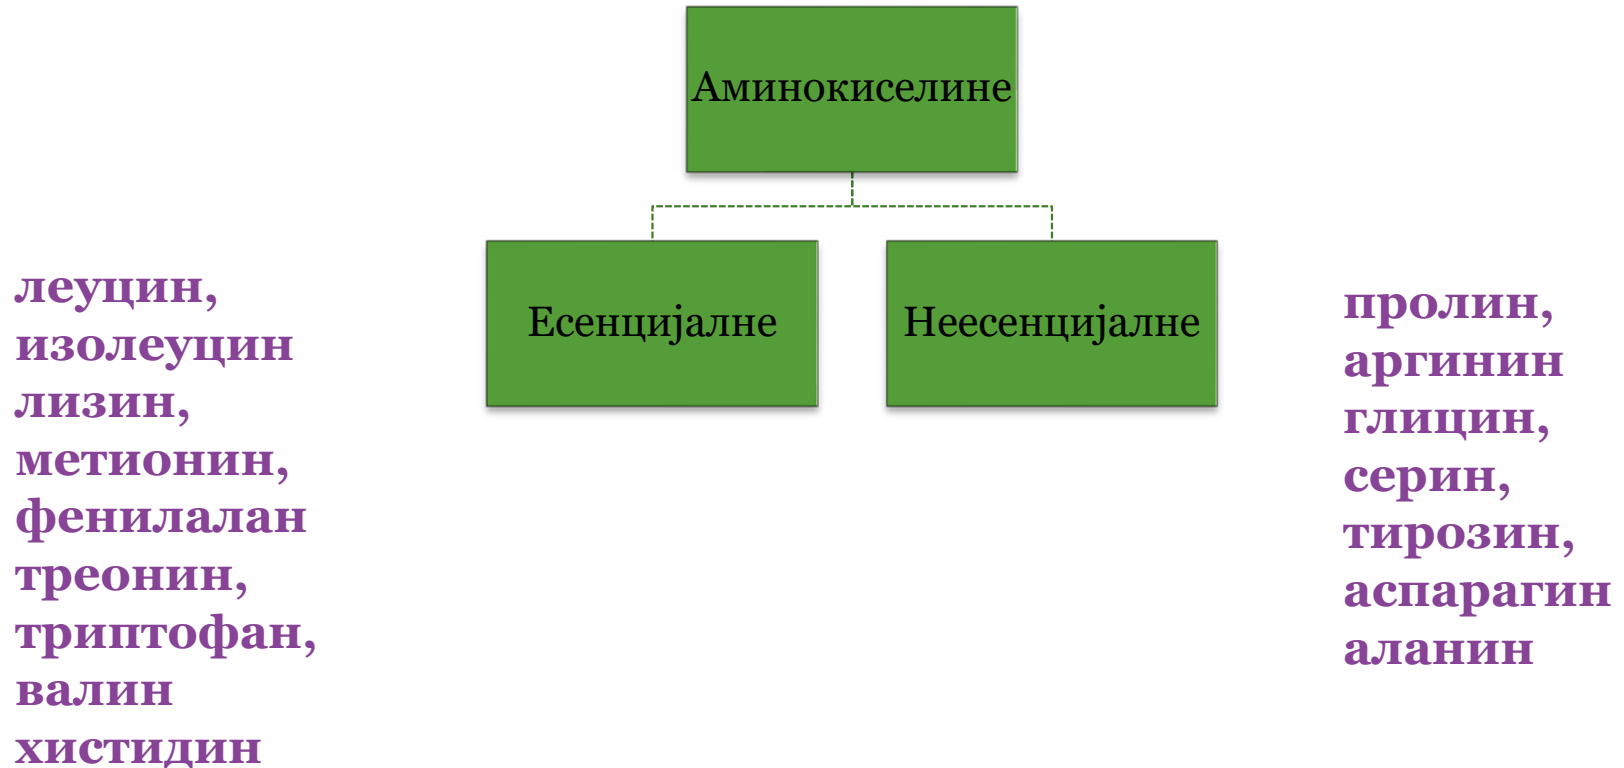 Аминокиселине
Есенцијалне
Неесенцијалне
леуцин,
изолеуцин
лизин,
метионин,
фенилалан
треонин,
триптофан,
валин
хистидин
пролин,
аргинин
глицин,
серин,
тирозин,
аспарагин
аланин